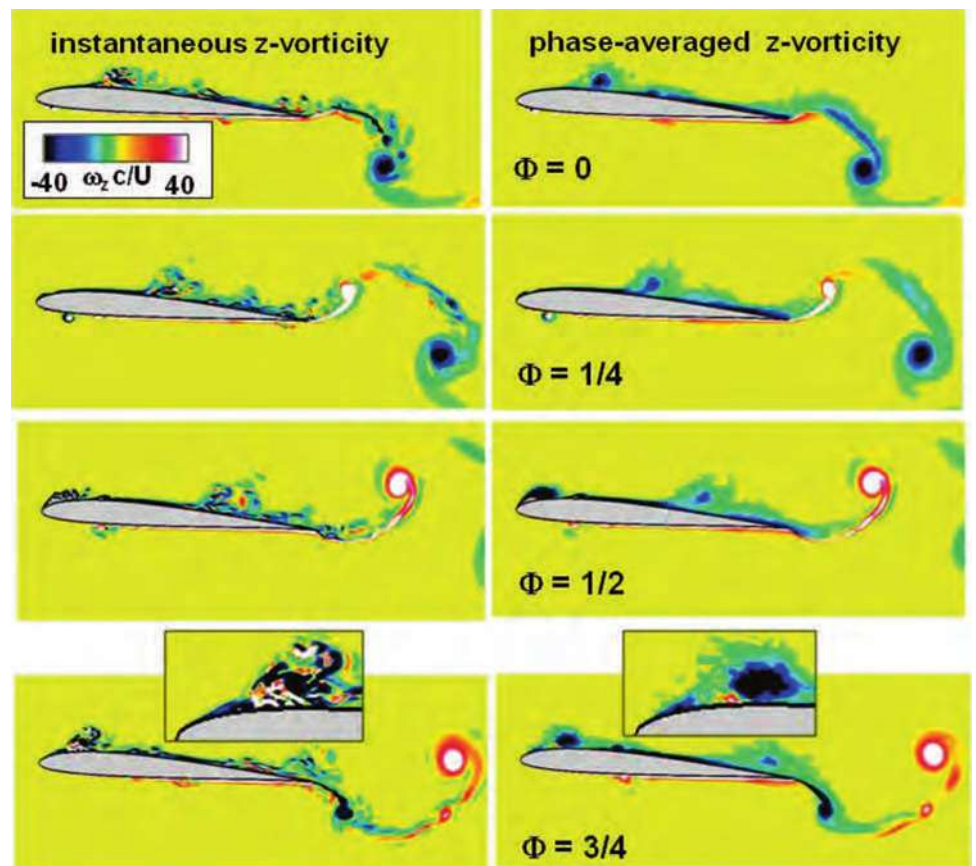 instantaneous z-vorticity
phase-averaged z-vorticity
-40 ω_z c/U 40
Φ = 0
Φ = 1/4
Φ = 1/2
Φ = 3/4